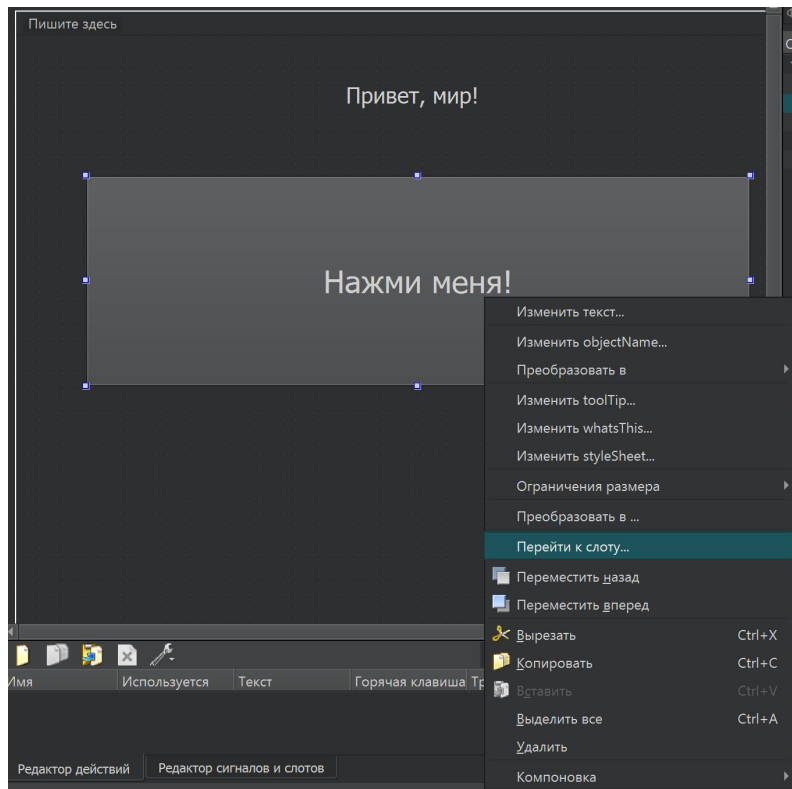 Пишите здесь
Привет, мир!
Нажми меня!
Изменить текст...
Изменить objectName...
Преобразовать в
Изменить toolTip...
Изменить whatsThis...
Изменить styleSheet...
Ограничения размера
Преобразовать в ...
Перейти к слоту...
Переместить назад
Переместить вперед
Вырезать Ctrl+X
Копировать Ctrl+C
Вставить Ctrl+V
Выделить все Ctrl+A
Удалить
Компоновка
Имя Используется Текст Горячая клавиша
Редактор действий Редактор сигналов и слотов